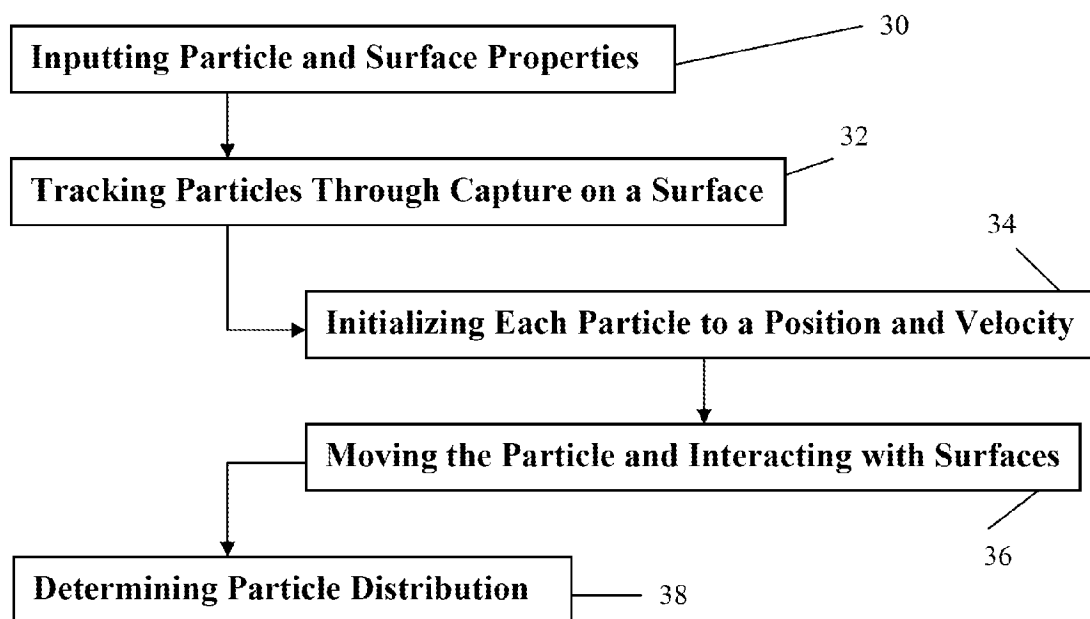 30
Inputting Particle and Surface Properties
32
Tracking Particles Through Capture on a Surface
34
Initializing Each Particle to a Position and Velocity
Moving the Particle and Interacting with Surfaces
36
Determining Particle Distribution
38